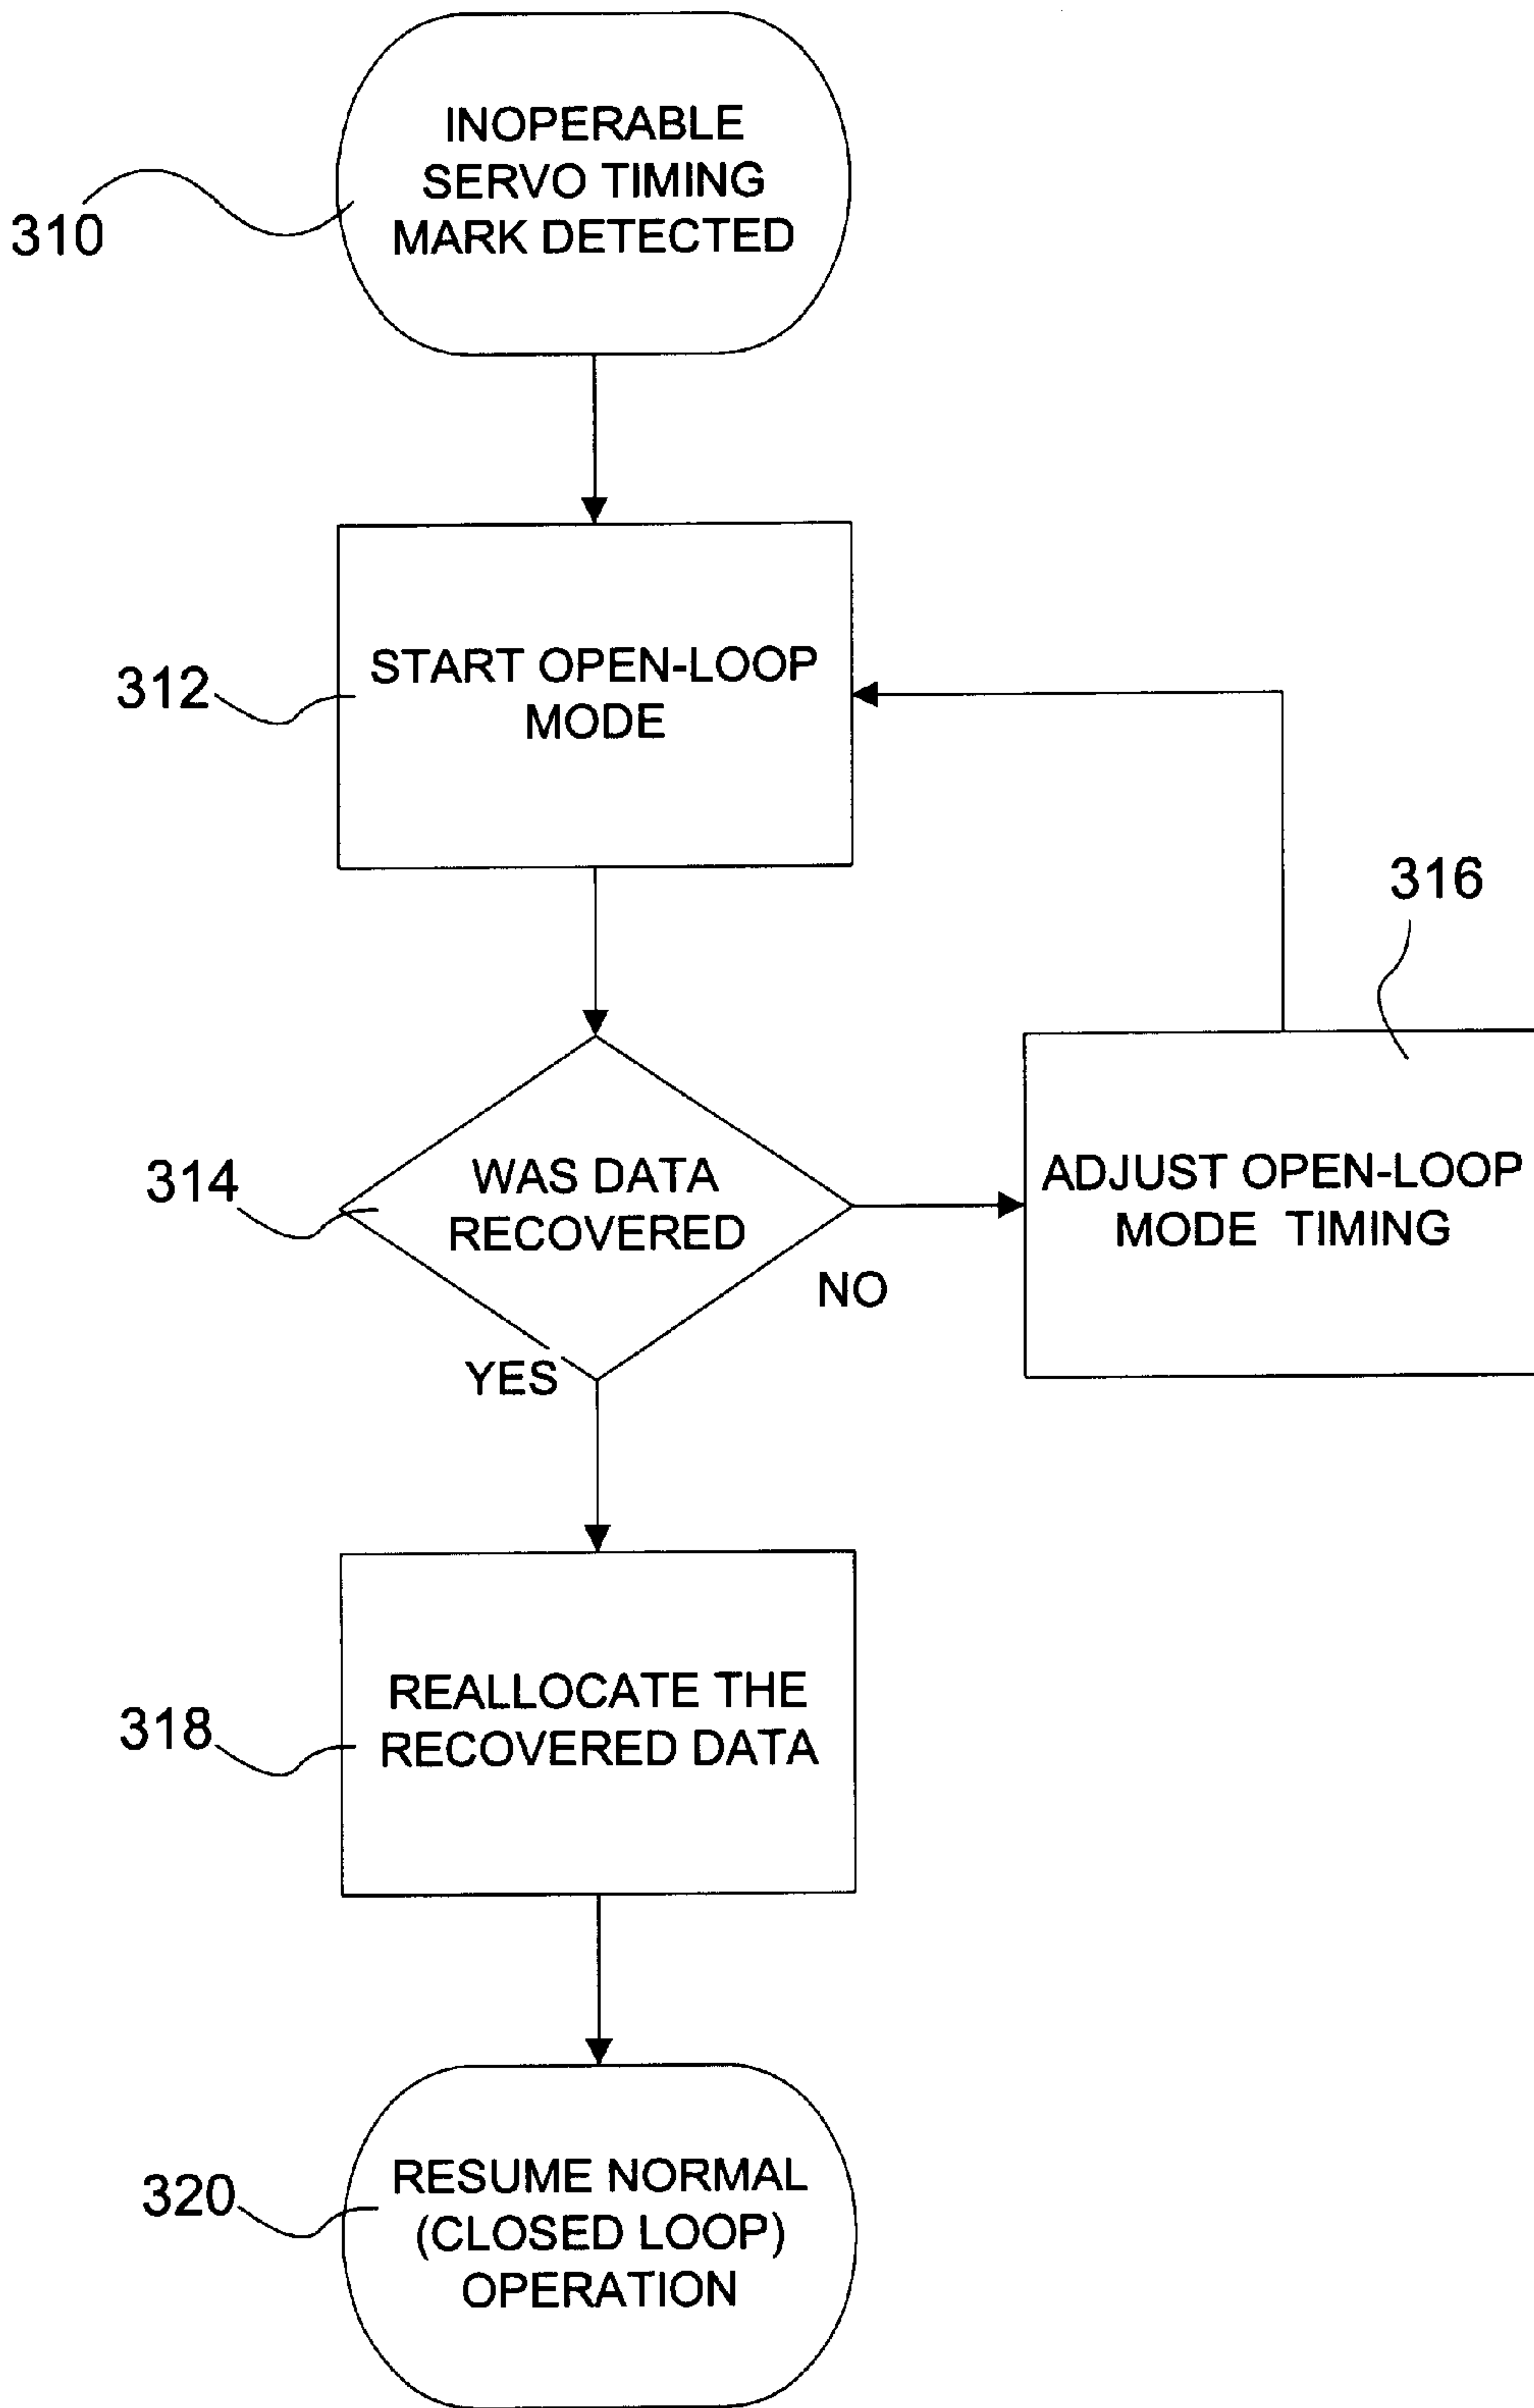 INOPERABLE
SERVO TIMING
MARK DETECTED
310
START OPEN-LOOP
MODE
312
316
WAS DATA
RECOVERED
314
ADJUST OPEN-LOOP
MODE TIMING
NO
YES
REALLOCATE THE
RECOVERED DATA
318
RESUME NORMAL
(CLOSED LOOP)
OPERATION
320